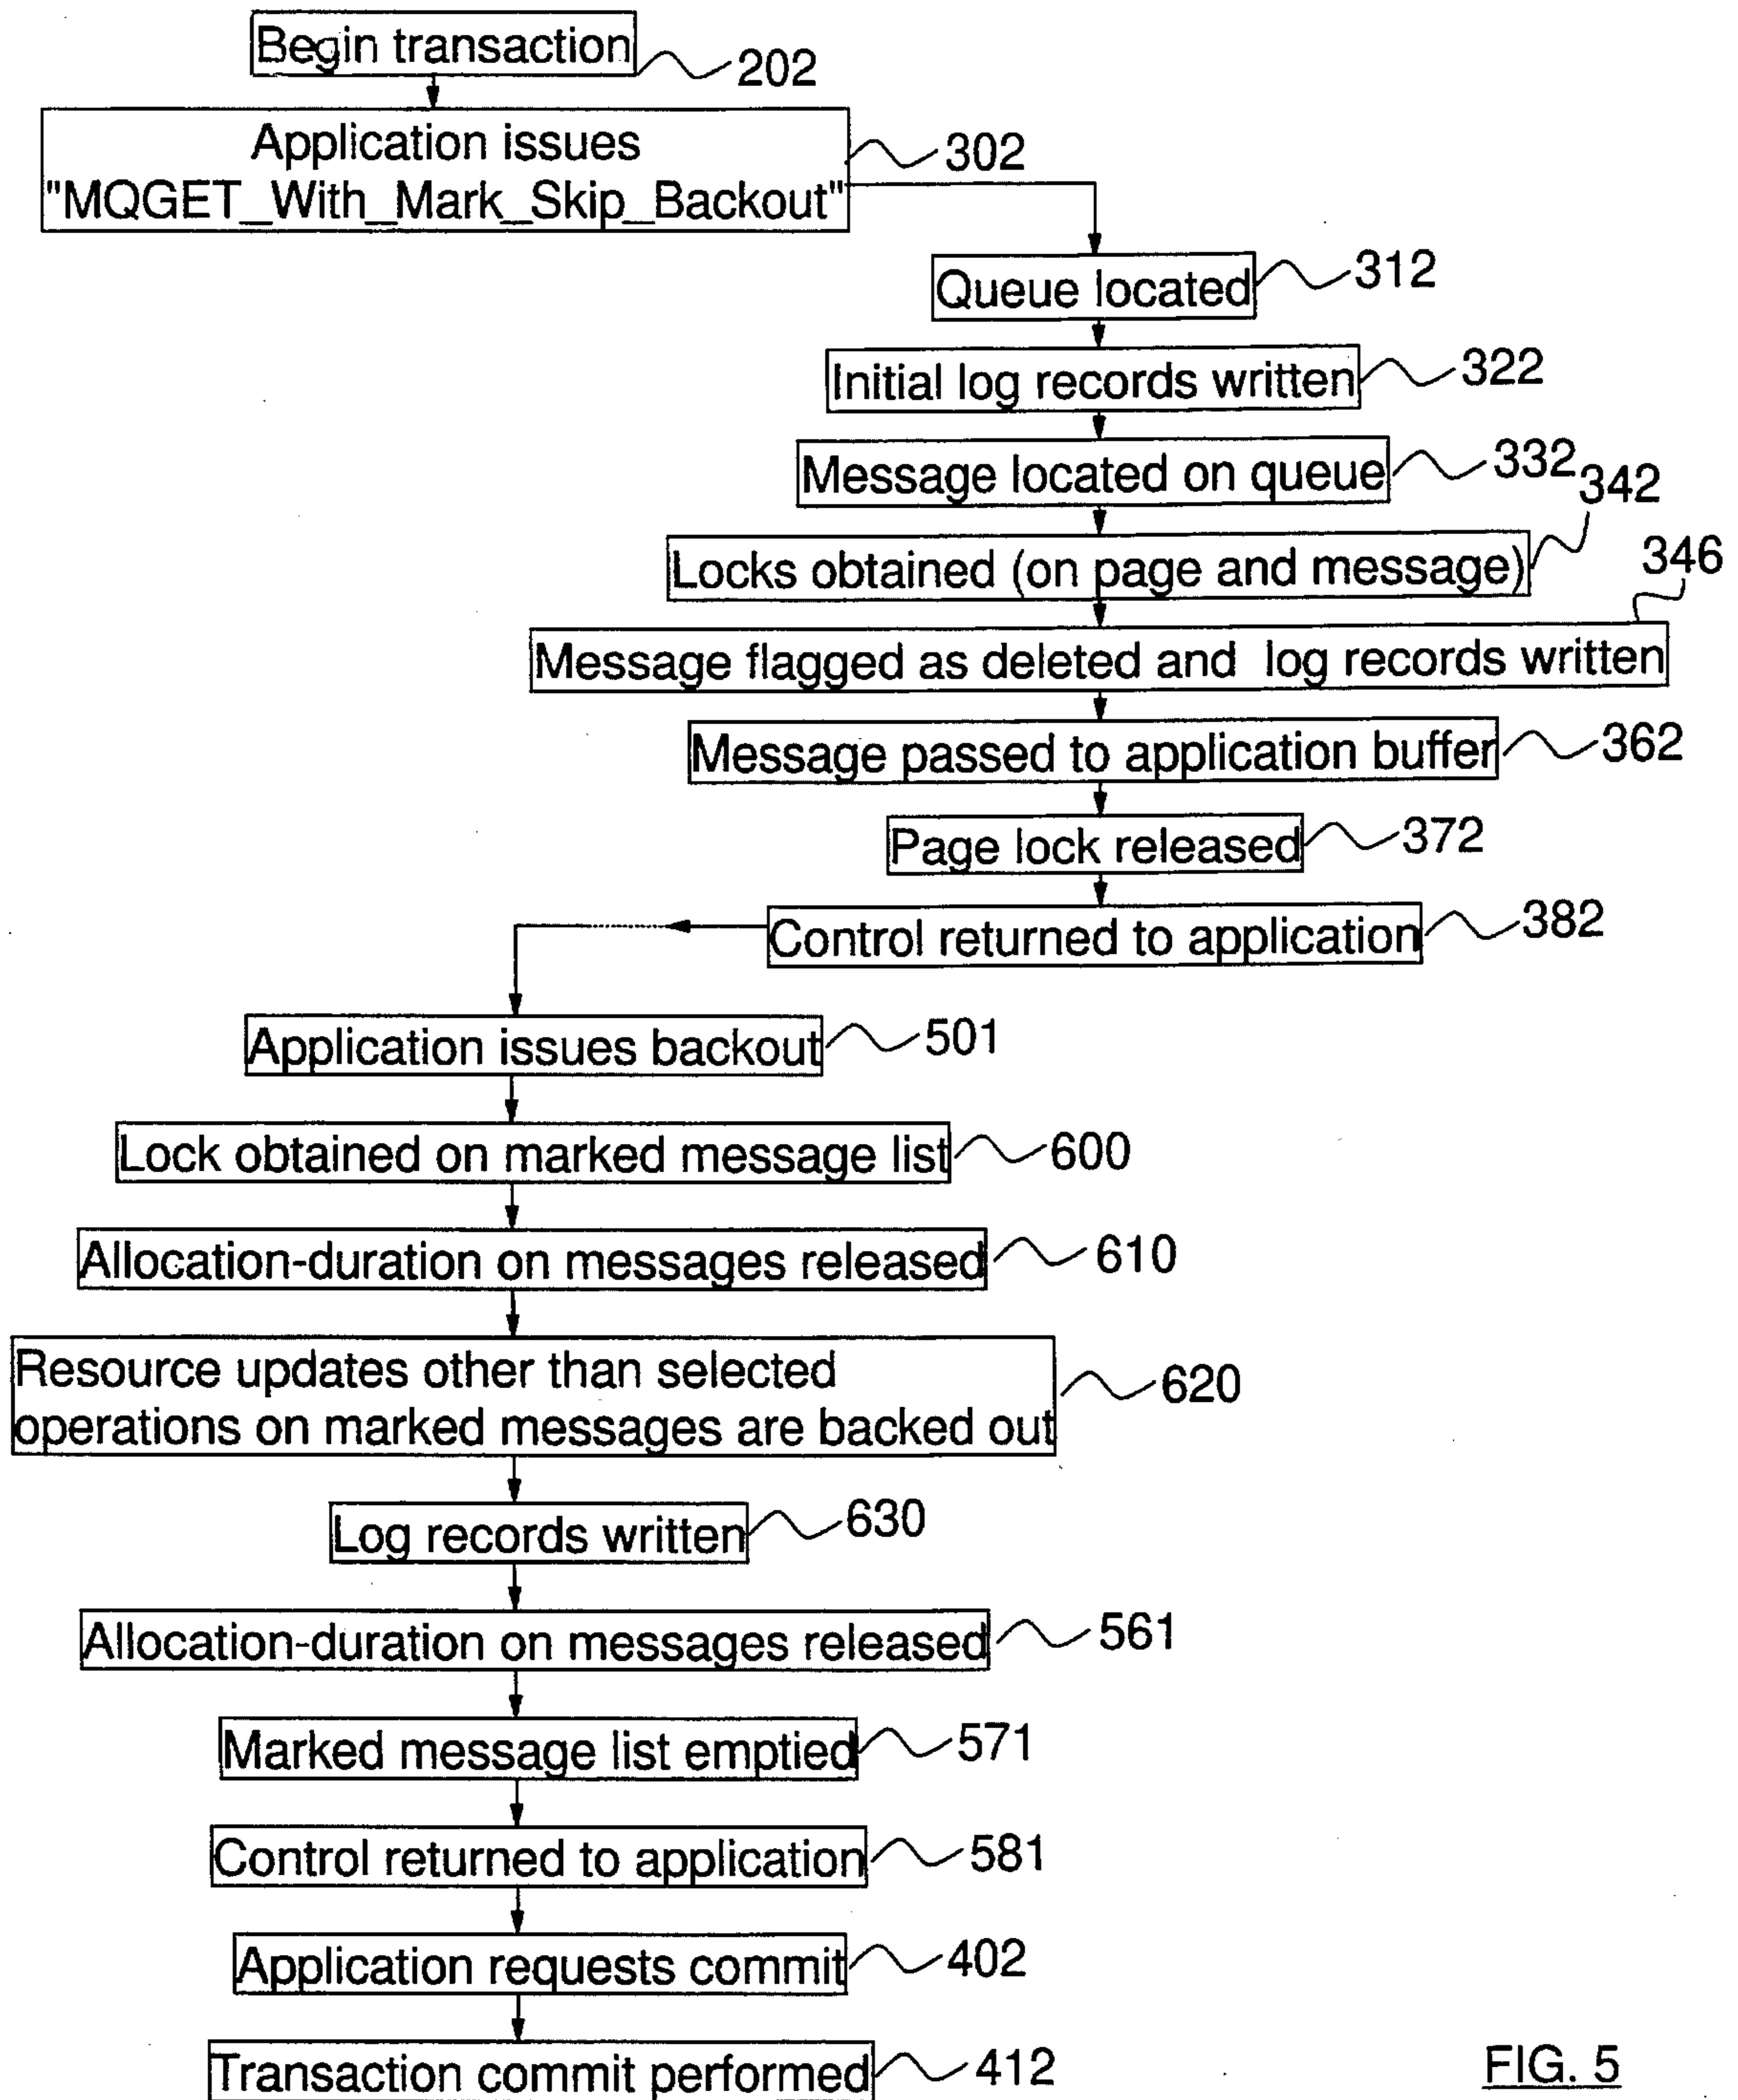 Begin transaction
202
Application issues
302
"MQGET_With_Mark_Skip_Backout"
Queue located
312
Initial log records written
322
Message located on queue
332
342
Locks obtained (on page and message)
346
Message flagged as deleted and log records written
Message passed to application buffer
362
Page lock released
372
Control returned to application
382
Application issues backout
501
Lock obtained on marked message list
600
Allocation-duration on messages released
610
Resource updates other than selected
620
operations on marked messages are backed out
Log records written
630
Allocation-duration on messages released
561
Marked message list emptied
571
Control returned to application
581
Application requests commit
402
Transaction commit performed
412
FIG. 5